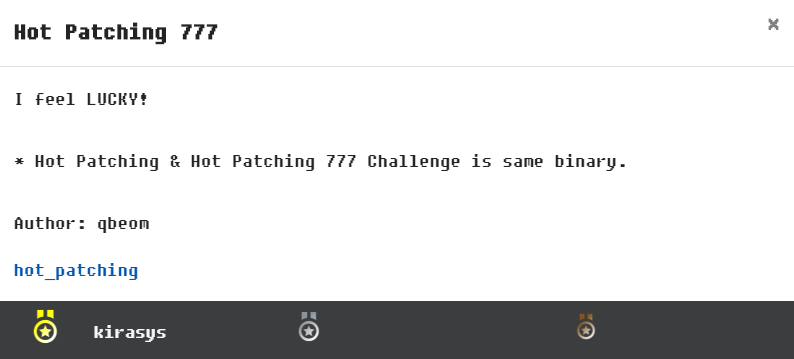 Hot Patching 777
×
I feel LUCKY!
* Hot Patching & Hot Patching 777 Challenge is same binary.
Author: qbeom
hot_patching
kirasys